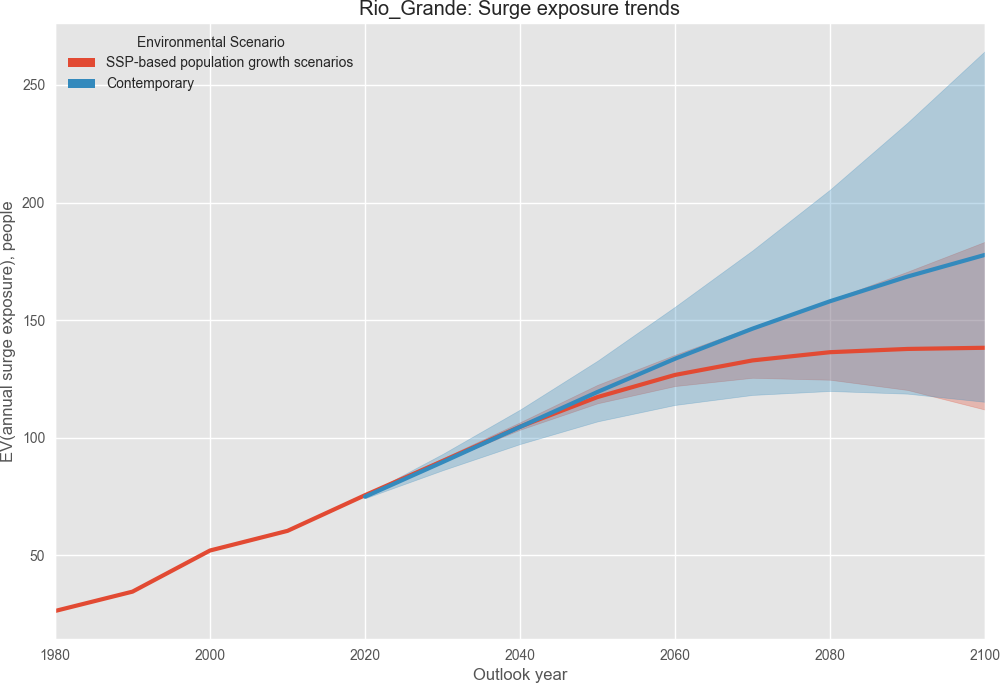 Rio_Grande: Surge exposure trends
Environmental Scenario
SSP-based population growth scenarios
Contemporary
EV(annual surge exposure), people
250
200
150
100
50
1980 2000 2020 2040 2060 2080 2100
Outlook year